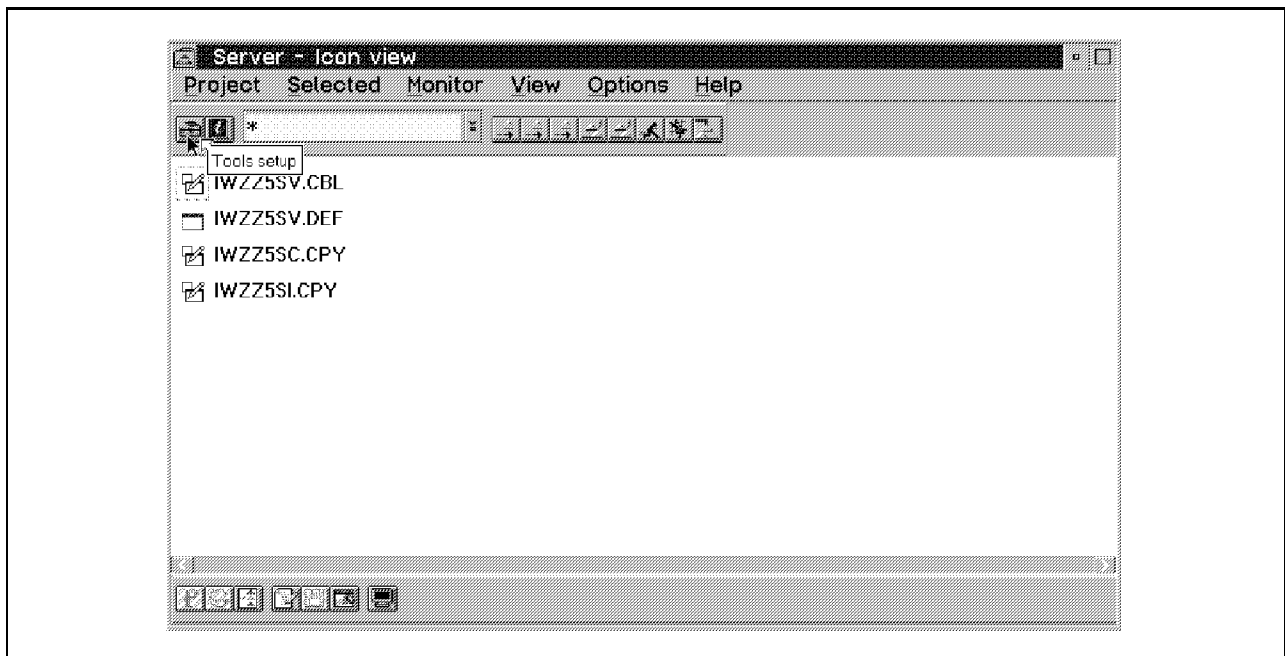 Server - Icon view
Project Selected Monitor View Options Help
*
Tools setup
IWZZ5SV.CBL
IWZZ5SV.DEF
IWZZ5SC.CPY
IWZZ5SI.CPY